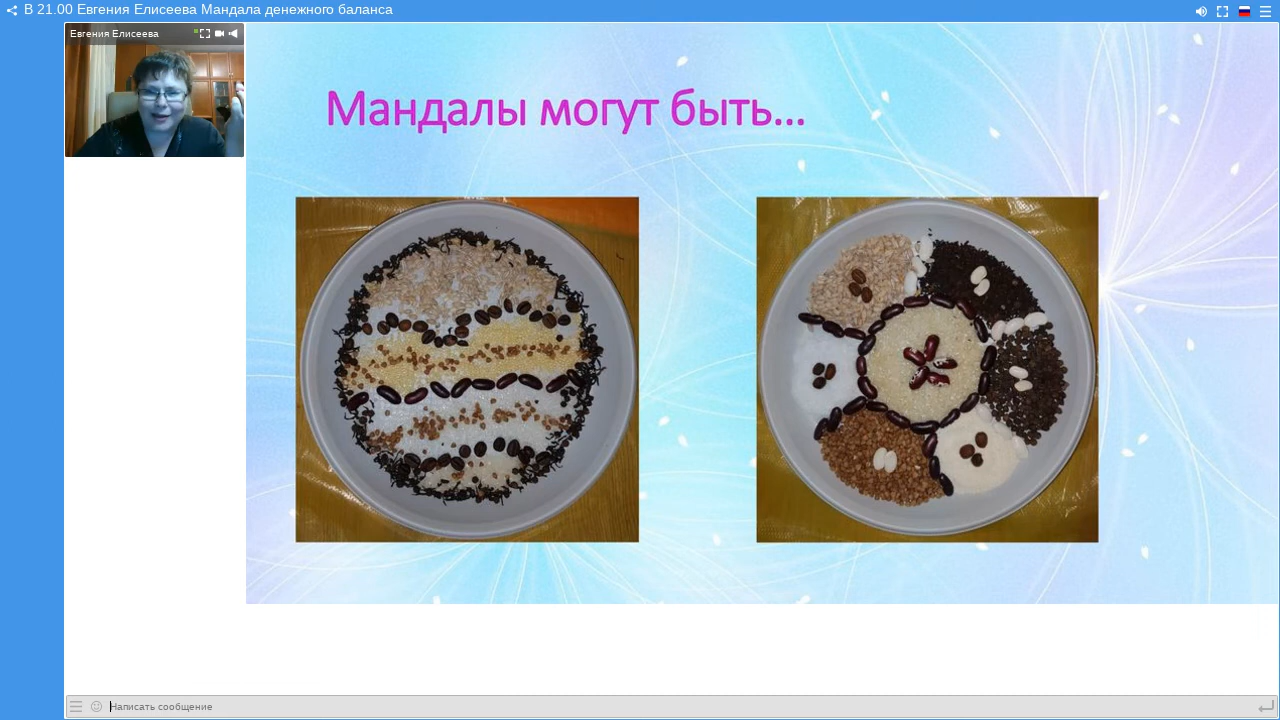 В 21.00 Евгения Елисеева Мандала денежного баланса
Евгения Елисеева
Мандалы могут быть...
Написать сообщение